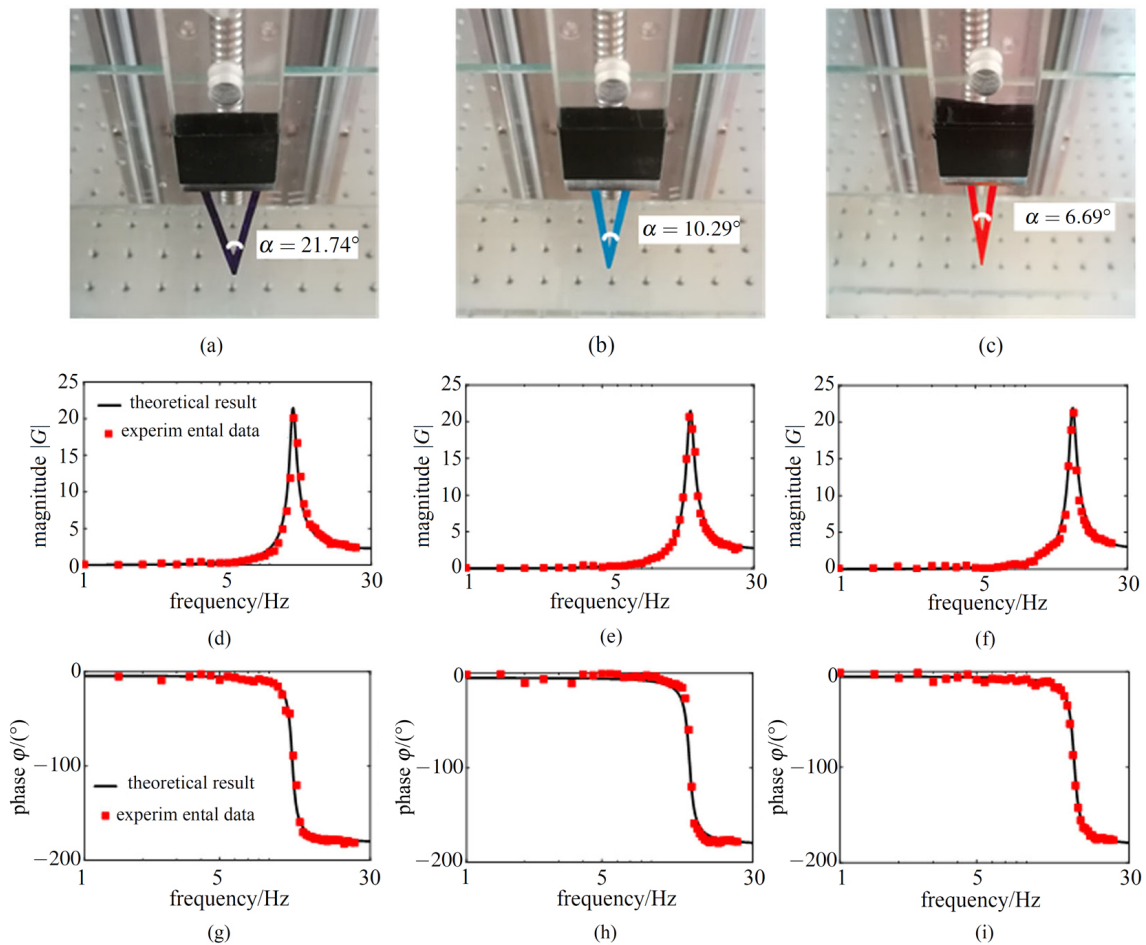 α = 21.74°
α = 10.29°
α = 6.69°
(a)
(b)
(c)
25
20
15
10
5
0
magnitude |G|
theoretical result
experim ental data
1
5
30
frequency/Hz
(d)
25
20
15
10
5
0
magnitude |G|
1
5
30
frequency/Hz
(e)
25
20
15
10
5
0
magnitude |G|
1
5
30
frequency/Hz
(f)
0
−100
−200
phase φ/(°)
theoretical result
experim ental data
1
5
30
frequency/Hz
(g)
0
−100
−200
phase φ/(°)
1
5
30
frequency/Hz
(h)
0
−100
−200
phase φ/(°)
1
5
30
frequency/Hz
(i)